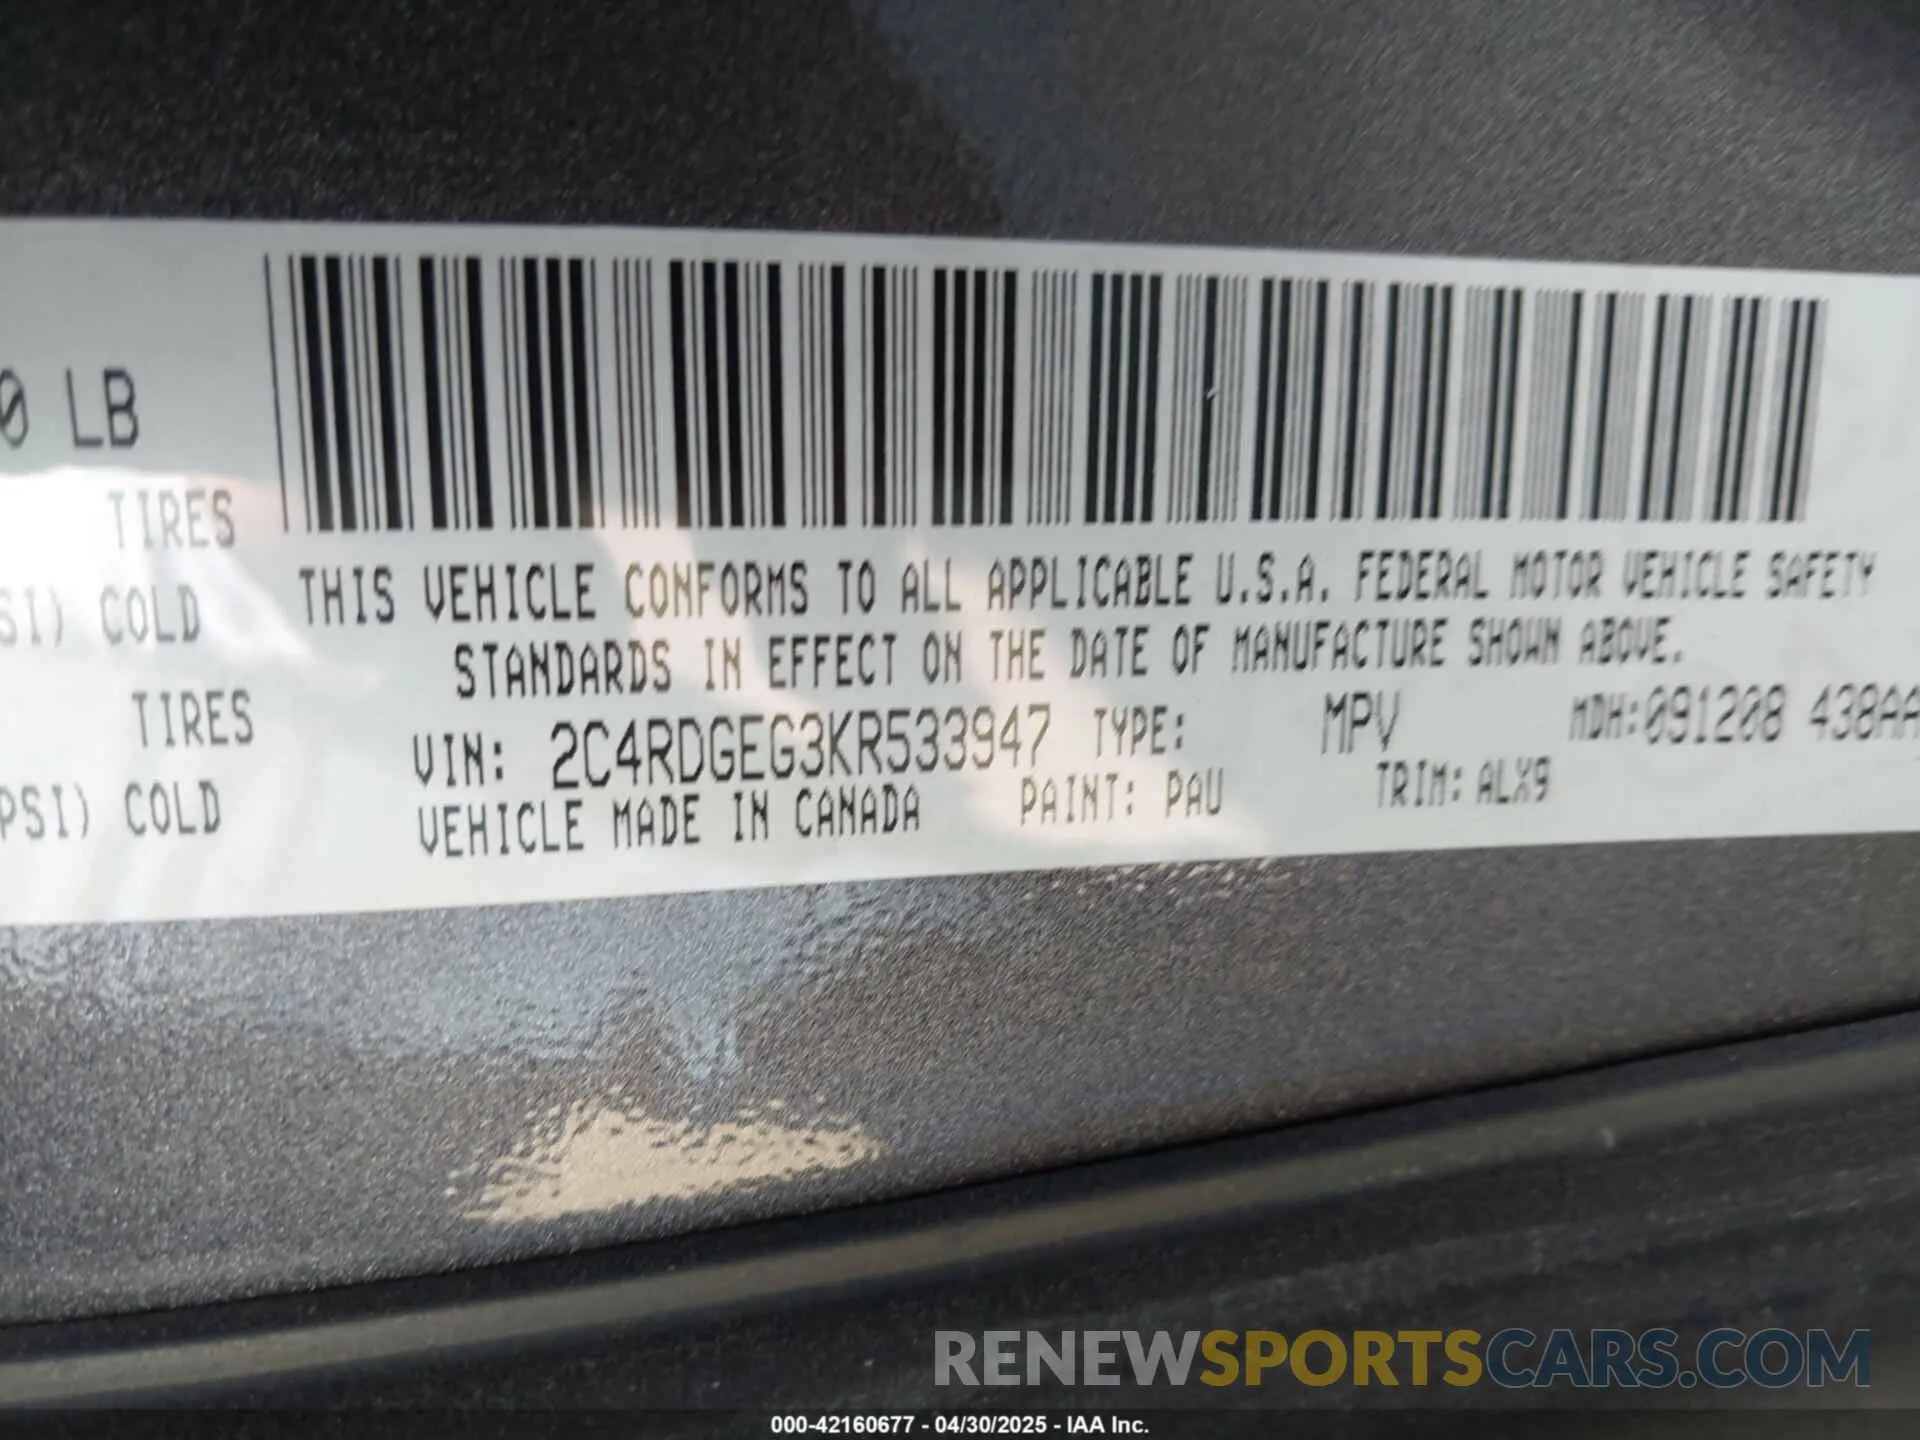 0 LB
TIRES
SI) COLD
TIRES
PSI) COLD
THIS VEHICLE CONFORMS TO ALL APPLICABLE U.S.A. FEDERAL MOTOR VEHICLE SAFETY
STANDARDS IN EFFECT ON THE DATE OF MANUFACTURE SHOWN ABOVE.
VIN: 2C4RDGEG3KR533947 TYPE: MPV MDH:091208 438AA
VEHICLE MADE IN CANADA PAINT: PAU TRIM: ALX9
RENEWSPORTSCARS.COM
000-42160677 - 04/30/2025 - IAA Inc.